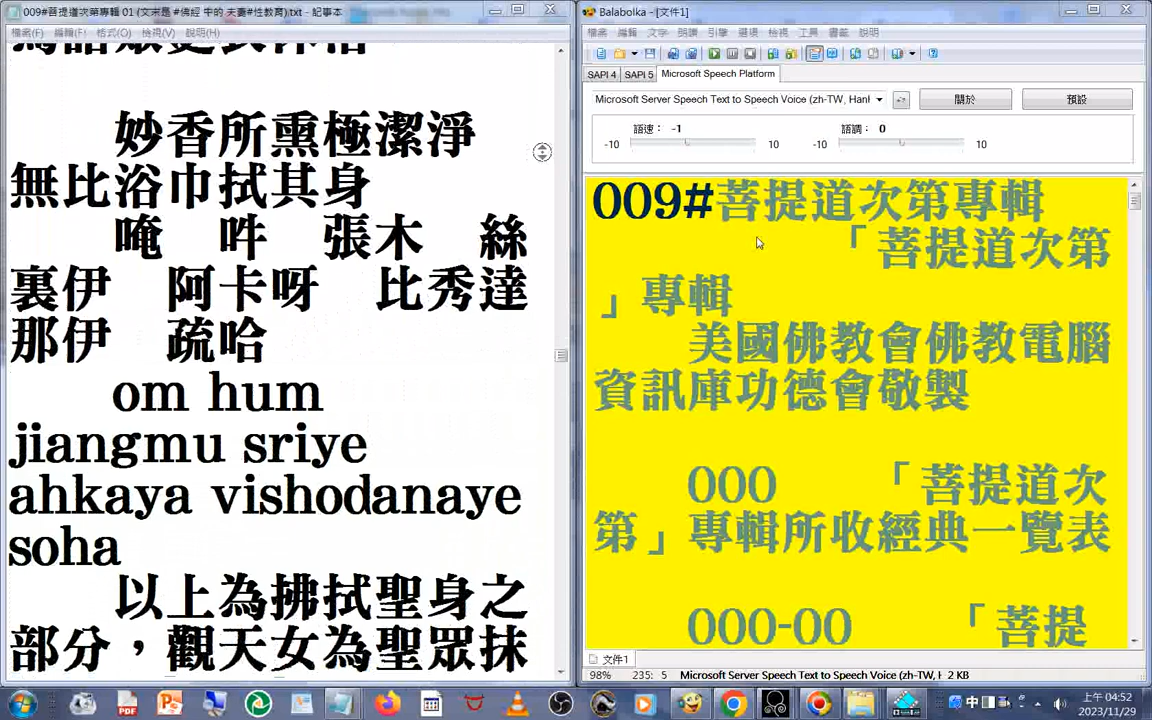 009#菩提道次第專輯 01 (文末是 #佛經 中的 夫妻#性教育).txt - 記事本
檔案(F) 編輯(E) 格式(O) 檢視(V) 說明(H)
妙香所熏極潔淨
無比浴巾拭其身
唵 吽 張木 絲
裏伊 阿卡呀 比秀達
那伊 疏哈
om hum
jiangmu sriye
ahkaya vishodanaye
soha
以上為拂拭聖身之
部分，觀天女為聖眾抹
Balabolka - [文件1]
檔案 編輯 文字 朗讀 引擎 選項 檢視 工具 書籤 說明
SAPI 4 SAPI 5 Microsoft Speech Platform
Microsoft Server Speech Text to Speech Voice (zh-TW, Hanl
關於
預設
語速： -1
語調： 0
-10 10 -10 10
009#菩提道次第專輯
「菩提道次第
」專輯
美國佛教會佛教電腦
資訊庫功德會敬製
000 「菩提道次
第」專輯所收經典一覽表
000-00 「菩提
文件1
98% 235: 5 Microsoft Server Speech Text to Speech Voice (zh-TW, H 2 KB
中
上午 04:52
2023/11/29